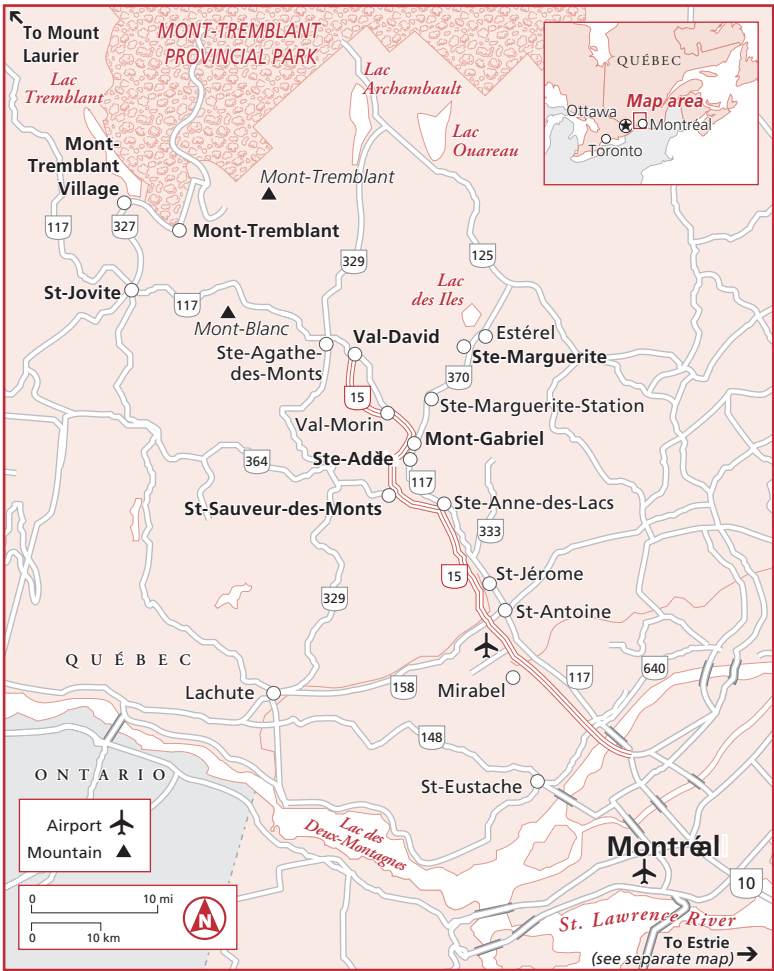 To Mount
Laurier
MONT-TREMBLANT
PROVINCIAL PARK
Lac
Tremblant
Lac
Archambault
Lac
Ouareau
QUÉBEC
Map area
Ottawa
Montréal
Toronto
Mont-
Tremblant
Village
Mont-Tremblant
117
327
Mont-Tremblant
329
125
St-Jovite
117
Lac
des Iles
Mont-Blanc
Ste-Agathe-
des-Monts
Val-David
Estérel
Ste-Marguerite
370
15
Ste-Marguerite-Station
Val-Morin
Mont-Gabriel
364
Ste-Adèle
117
St-Sauveur-des-Monts
Ste-Anne-des-Lacs
333
15
St-Jérome
329
St-Antoine
QUÉBEC
640
117
Lachute
158
Mirabel
148
ONTARIO
St-Eustache
Airport
Mountain
Lac des
Deux-Montagnes
Montréal
10
0 10 mi
0 10 km
N
St. Lawrence River
To Estrie
(see separate map)